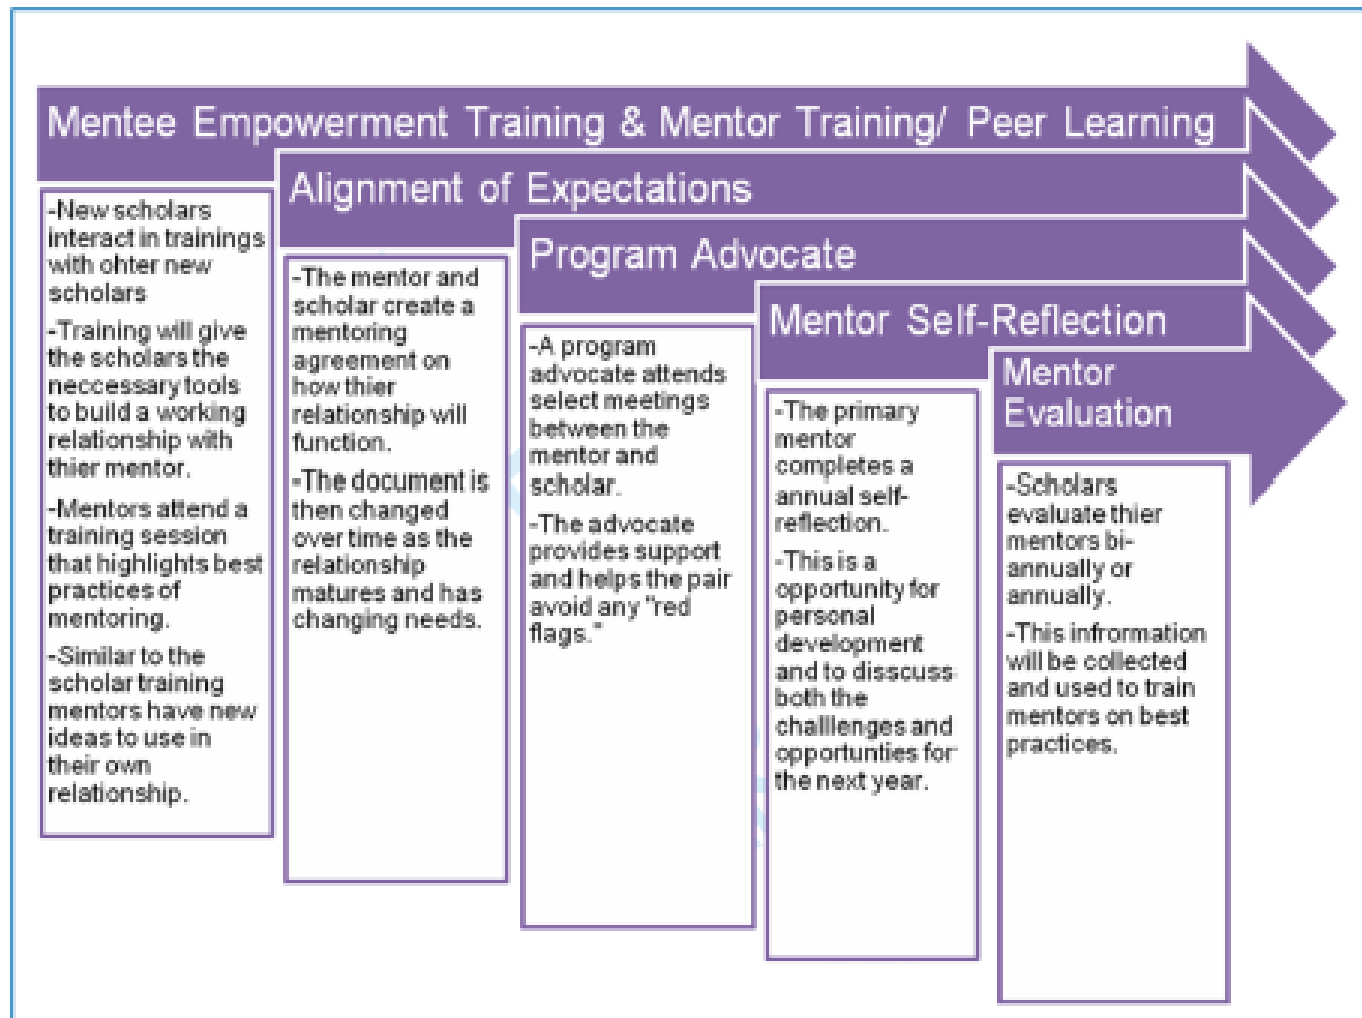 Mentee Empowerment Training & Mentor Training/ Peer Learning
-New scholars
interact in trainings
with ohter new
scholars
-Training will give
the scholars the
neccessary tools
to build a working
relationship with
thier mentor.
-Mentors attend a
training session
that highlights best
practices of
mentoring.
-Similar to the
scholar training
mentors have new
ideas to use in
their own
relationship.
Alignment of Expectations
-The mentor and
scholar create a
mentoring
agreement on
how thier
relationship will
function.
-The document is
then changed
over time as the
relationship
matures and has
changing needs.
Program Advocate
-A program
advocate attends
select meetings
between the
mentor and
scholar.
-The advocate
provides support
and helps the pair
avoid any "red
flags."
Mentor Self-Reflection
-The primary
mentor
completes a
annual self-
reflection.
-This is a
opportunity for
personal
development
and to disscuss
both the
challlenges and
opportunties for
the next year.
Mentor
Evaluation
-Scholars
evaluate thier
mentors bi-
annually or
annually.
-This infrormation
will be collected
and used to train
mentors on best
practices.